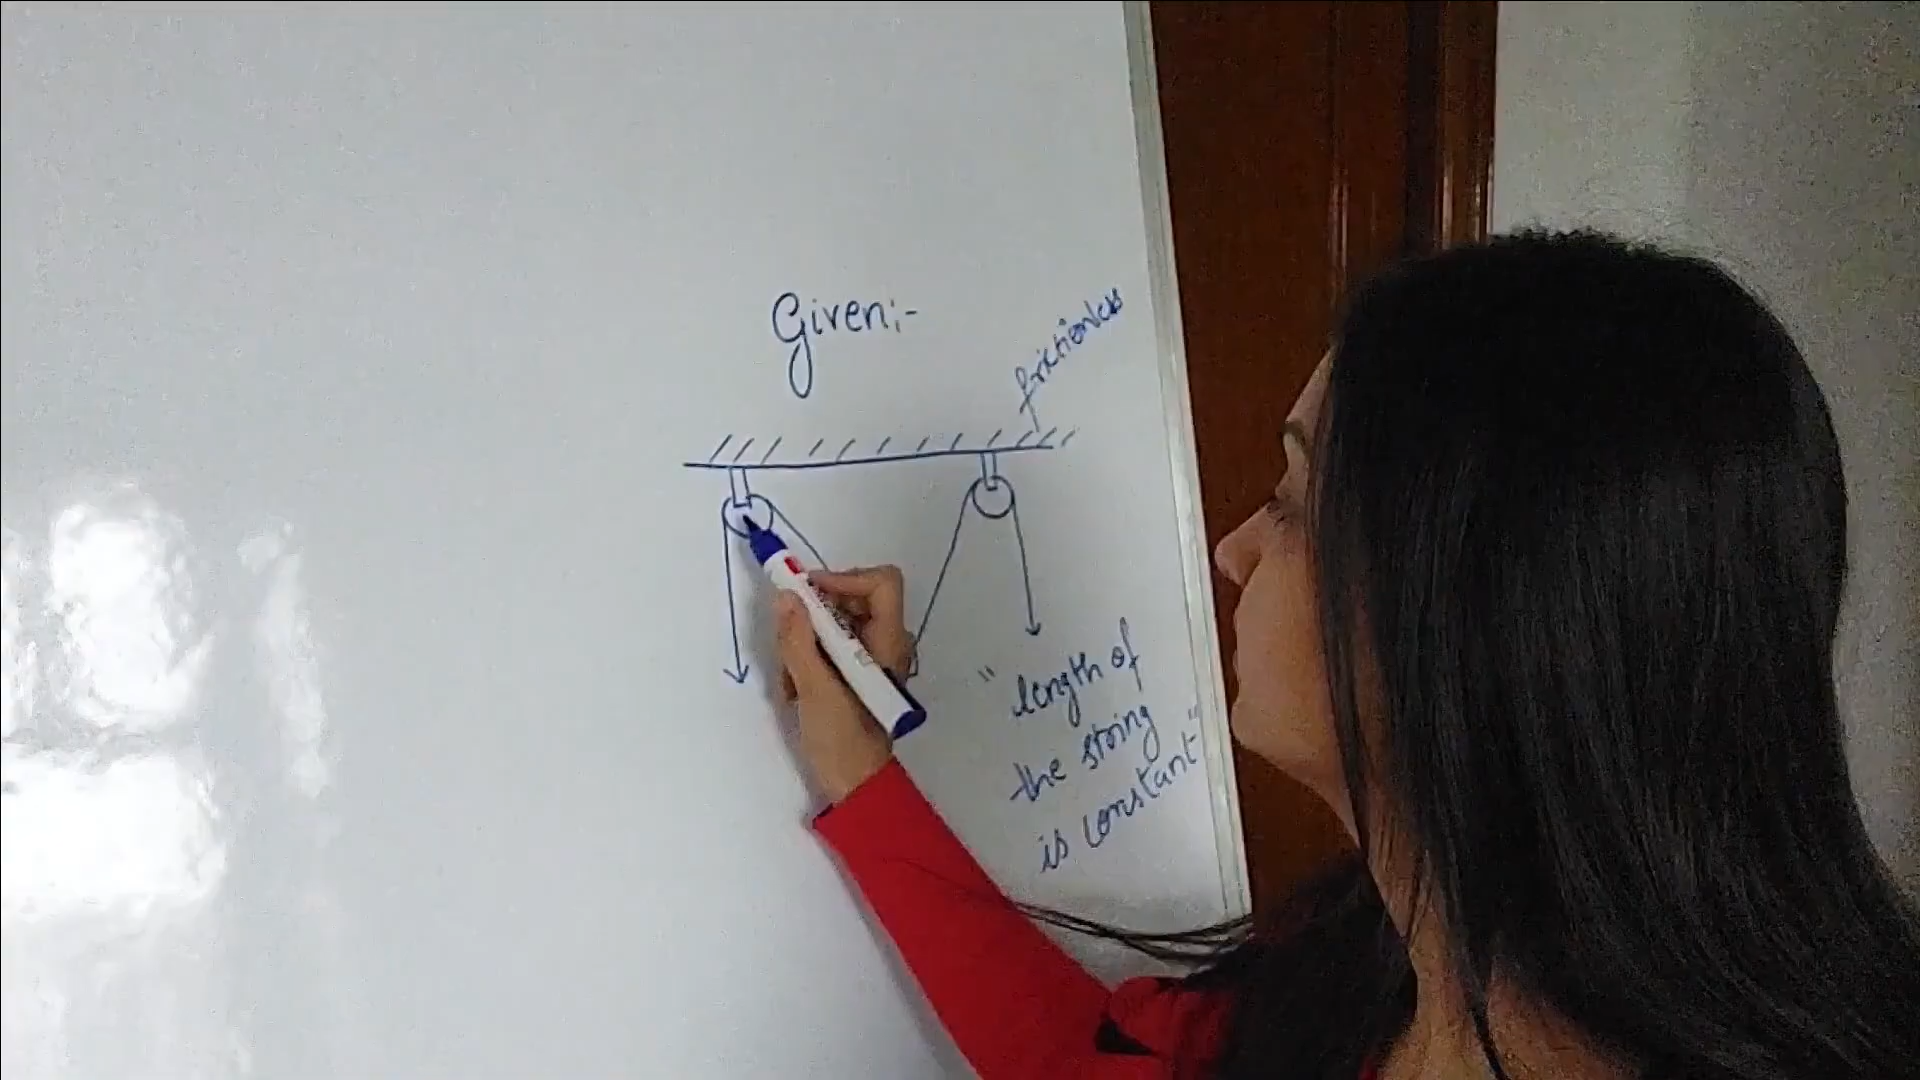 Given:-
frictionless
"length of
the string
is constant"